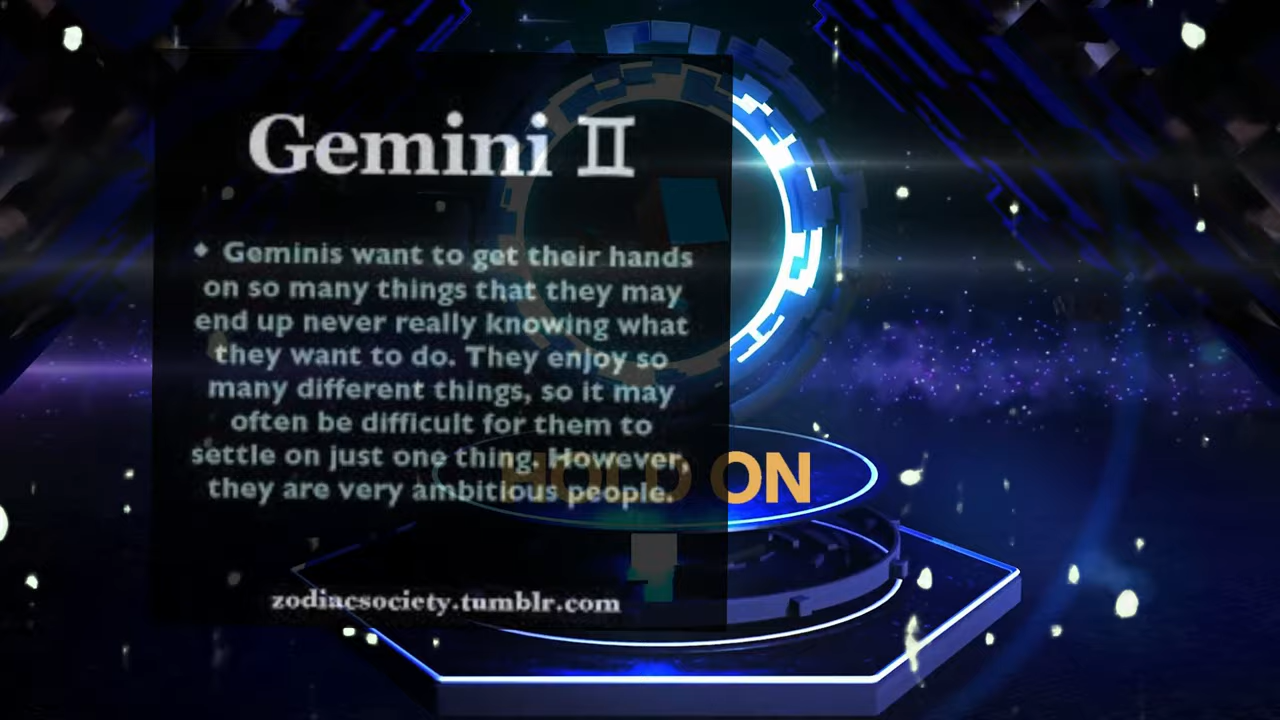 Gemini ♊
◆ Geminis want to get their hands
on so many things that they may
end up never really knowing what
they want to do. They enjoy so
many different things, so it may
often be difficult for them to
settle on just one thing. However,
they are very ambitious people.
HOLD ON
zodiacsociety.tumblr.com